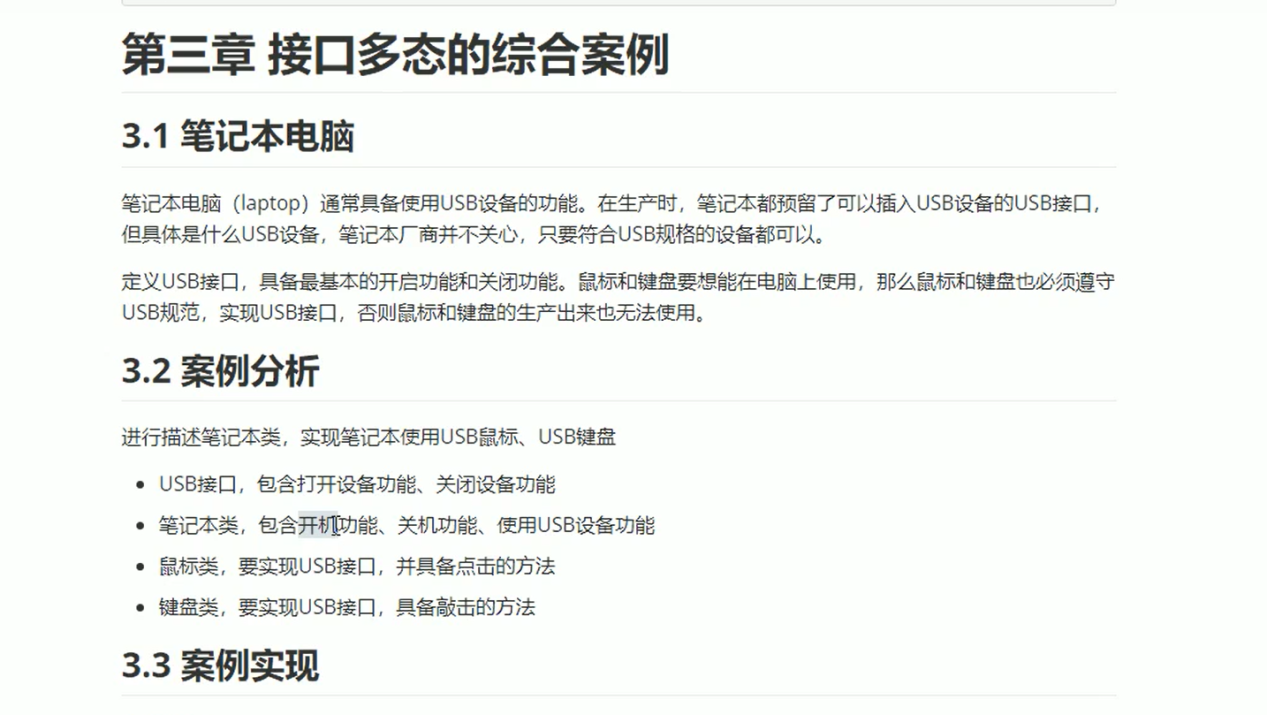 第三章 接口多态的综合案例
3.1 笔记本电脑
笔记本电脑（laptop）通常具备使用USB设备的功能。在生产时，笔记本都预留了可以插入USB设备的USB接口，
但具体是什么USB设备，笔记本厂商并不关心，只要符合USB规格的设备都可以。
定义USB接口，具备最基本的开启功能和关闭功能。鼠标和键盘要想能在电脑上使用，那么鼠标和键盘也必须遵守
USB规范，实现USB接口，否则鼠标和键盘的生产出来也无法使用。
3.2 案例分析
进行描述笔记本类，实现笔记本使用USB鼠标、USB键盘
USB接口，包含打开设备功能、关闭设备功能
笔记本类，包含开机功能、关机功能、使用USB设备功能
鼠标类，要实现USB接口，并具备点击的方法
键盘类，要实现USB接口，具备敲击的方法
3.3 案例实现